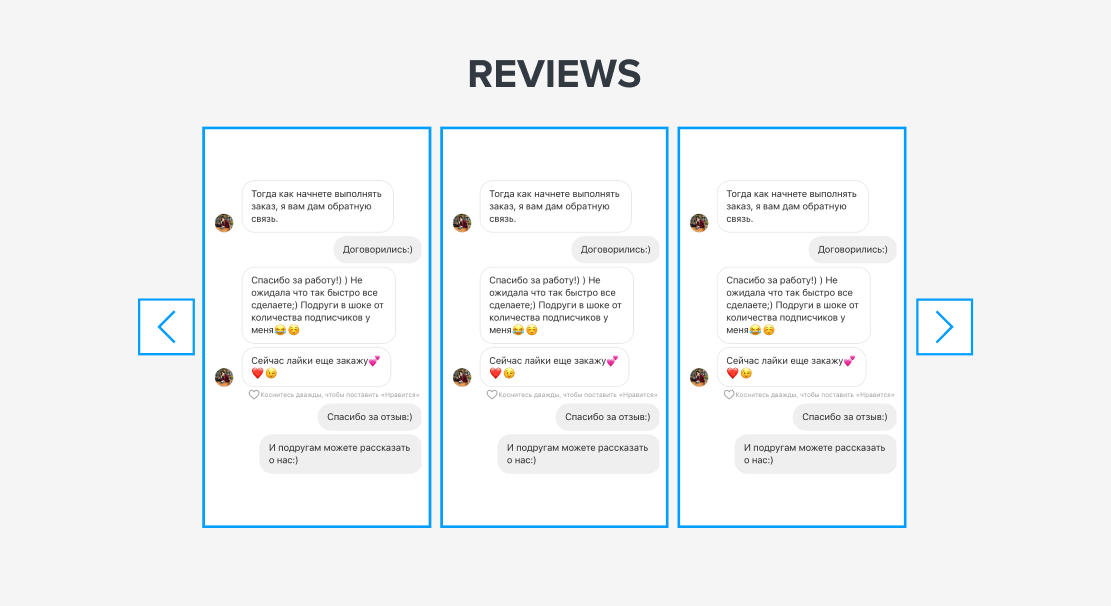 REVIEWS
Тогда как начнете выполнять
заказ, я вам дам обратную
связь.
Договорились:)
Спасибо за работу!) ) Не
ожидала что так быстро все
сделаете;) Подруги в шоке от
количества подписчиков у
меня😂☺️
Сейчас лайки еще закажу💕
❤️😉
Коснитесь дважды, чтобы поставить «Нравится»
Спасибо за отзыв:)
И подругам можете рассказать
о нас:)
Тогда как начнете выполнять
заказ, я вам дам обратную
связь.
Договорились:)
Спасибо за работу!) ) Не
ожидала что так быстро все
сделаете;) Подруги в шоке от
количества подписчиков у
меня😂☺️
Сейчас лайки еще закажу💕
❤️😉
Коснитесь дважды, чтобы поставить «Нравится»
Спасибо за отзыв:)
И подругам можете рассказать
о нас:)
Тогда как начнете выполнять
заказ, я вам дам обратную
связь.
Договорились:)
Спасибо за работу!) ) Не
ожидала что так быстро все
сделаете;) Подруги в шоке от
количества подписчиков у
меня😂☺️
Сейчас лайки еще закажу💕
❤️😉
Коснитесь дважды, чтобы поставить «Нравится»
Спасибо за отзыв:)
И подругам можете рассказать
о нас:)